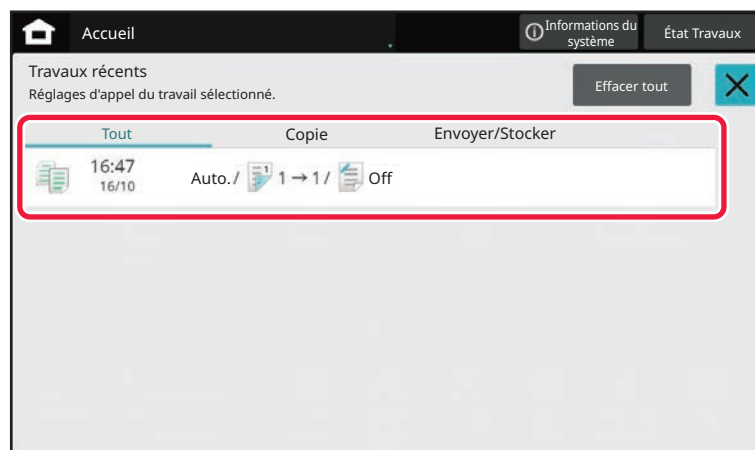 Accueil
Informations du
système
État Travaux
Travaux récents
Réglages d'appel du travail sélectionné.
Effacer tout
Tout Copie Envoyer/Stocker
16:47
16/10
Auto. / 1 1 → 1 / Off